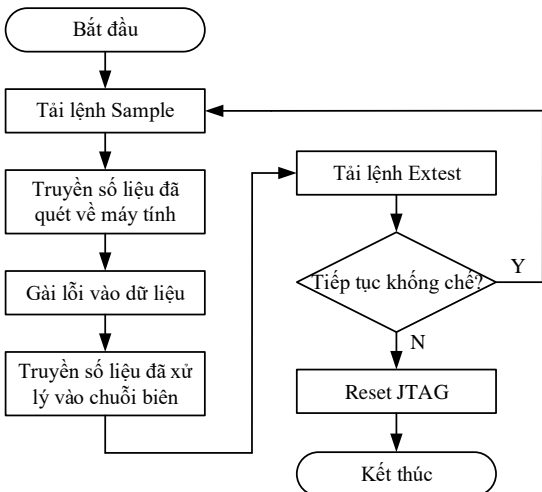 Bắt đầu
Tải lệnh Sample
Truyền số liệu đã
quét về máy tính
Gài lỗi vào dữ liệu
Truyền số liệu đã xử
lý vào chuỗi biên
Tải lệnh Extest
Tiếp tục khống chế?
Y
N
Reset JTAG
Kết thúc